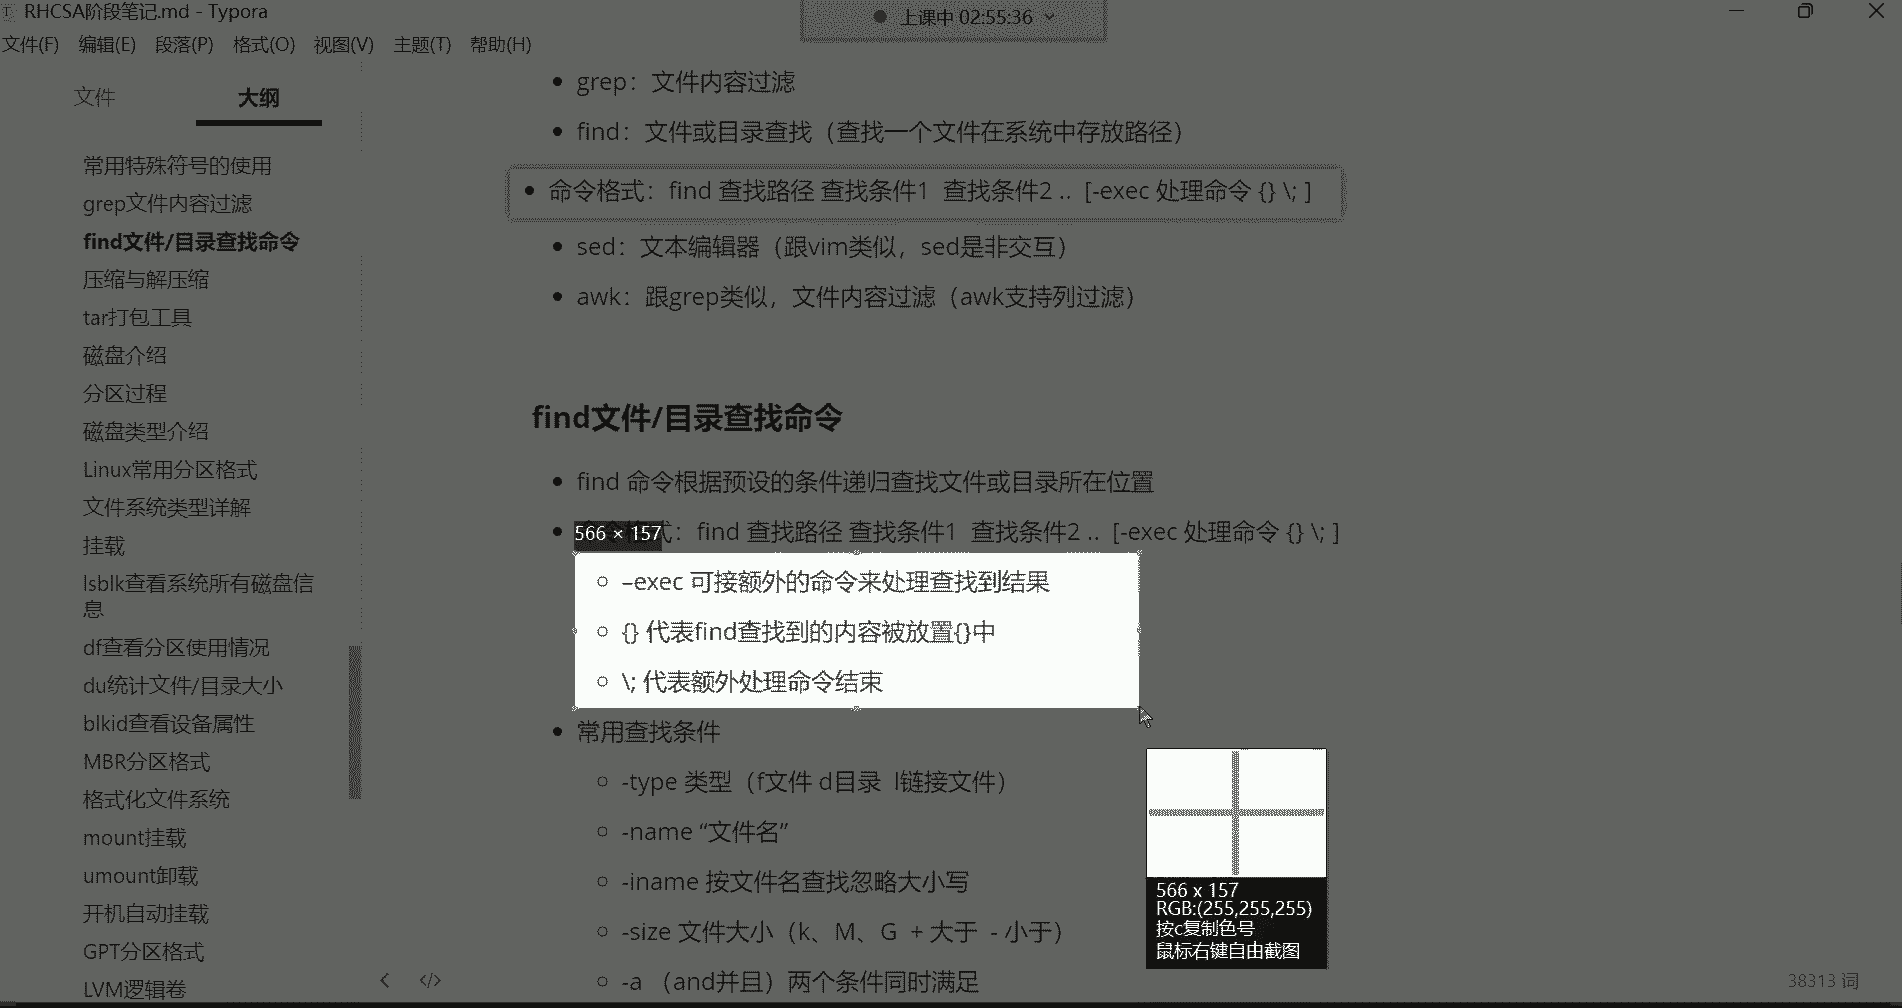 RHCSA阶段笔记.md - Typora
上课中 02:55:36
文件(F) 编辑(E) 段落(P) 格式(O) 视图(V) 主题(T) 帮助(H)
文件 大纲
常用特殊符号的使用
grep文件内容过滤
find文件/目录查找命令
压缩与解压缩
tar打包工具
磁盘介绍
分区过程
磁盘类型介绍
Linux常用分区格式
文件系统类型详解
挂载
lsblk查看系统所有磁盘信
息
df查看分区使用情况
du统计文件/目录大小
blkid查看设备属性
MBR分区格式
格式化文件系统
mount挂载
umount卸载
开机自动挂载
GPT分区格式
LVM逻辑卷
grep：文件内容过滤
find：文件或目录查找（查找一个文件在系统中存放路径）
命令格式：find 查找路径 查找条件1 查找条件2 .. [-exec 处理命令 {} \; ]
sed：文本编辑器（跟vim类似，sed是非交互）
awk：跟grep类似，文件内容过滤（awk支持列过滤）
find文件/目录查找命令
find 命令根据预设的条件递归查找文件或目录所在位置
566 × 157
命令格式：find 查找路径 查找条件1 查找条件2 .. [-exec 处理命令 {} \; ]
–exec 可接额外的命令来处理查找到结果
{} 代表find查找到的内容被放置{}中
\; 代表额外处理命令结束
常用查找条件
-type 类型（f文件 d目录 l链接文件）
-name “文件名”
-iname 按文件名查找忽略大小写
-size 文件大小（k、M、G + 大于 - 小于）
-a （and并且）两个条件同时满足
566 x 157
RGB:(255,255,255)
按c复制色号
鼠标右键自由截图
38313 词